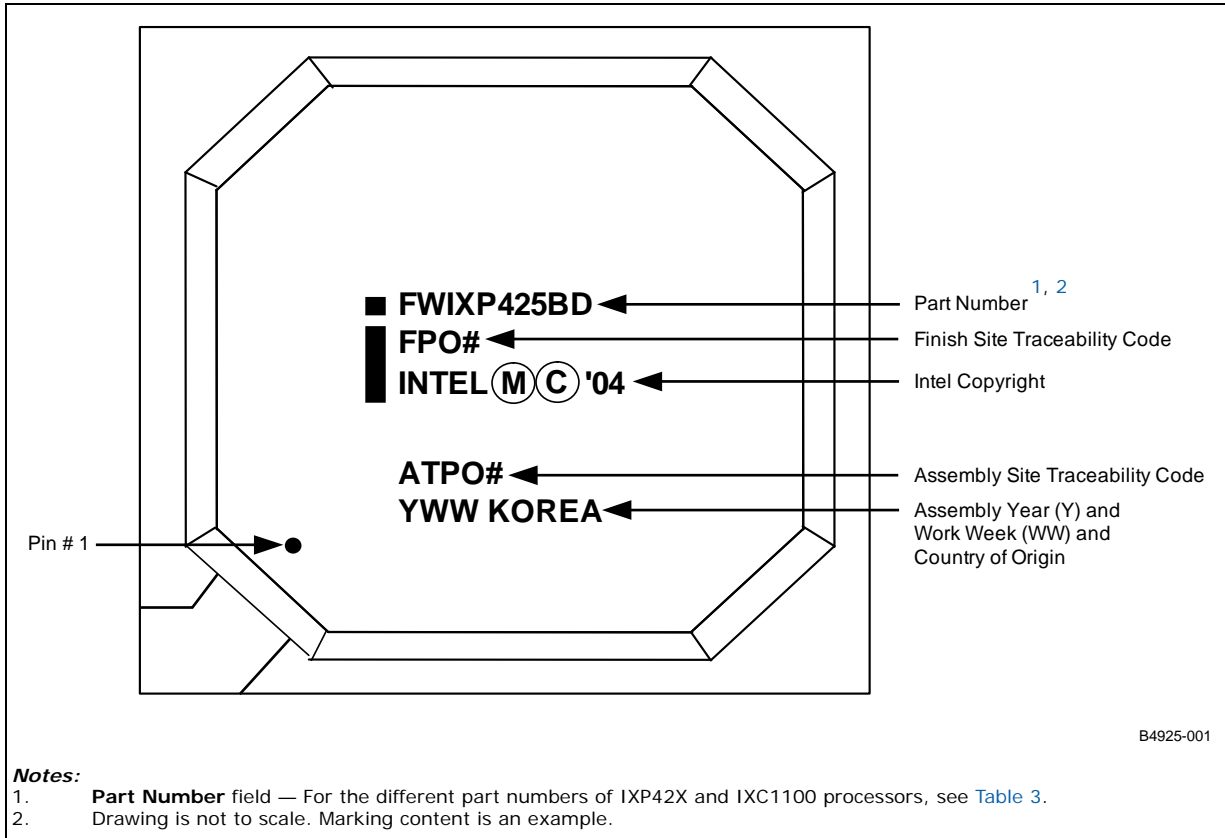 FWIXP425BD
Part Number 1, 2
FPO#
Finish Site Traceability Code
INTEL Ⓜ Ⓒ '04
Intel Copyright
ATPO#
Assembly Site Traceability Code
YWW KOREA
Assembly Year (Y) and
Work Week (WW) and
Country of Origin
Pin # 1
B4925-001
Notes:
1. Part Number field — For the different part numbers of IXP42X and IXC1100 processors, see Table 3.
2. Drawing is not to scale. Marking content is an example.